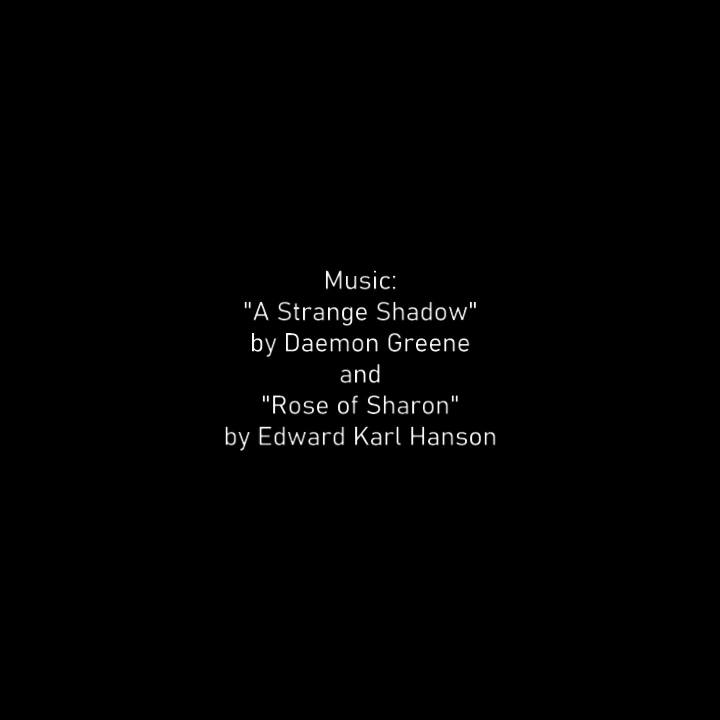 Music:
"A Strange Shadow"
by Daemon Greene
and
"Rose of Sharon"
by Edward Karl Hanson